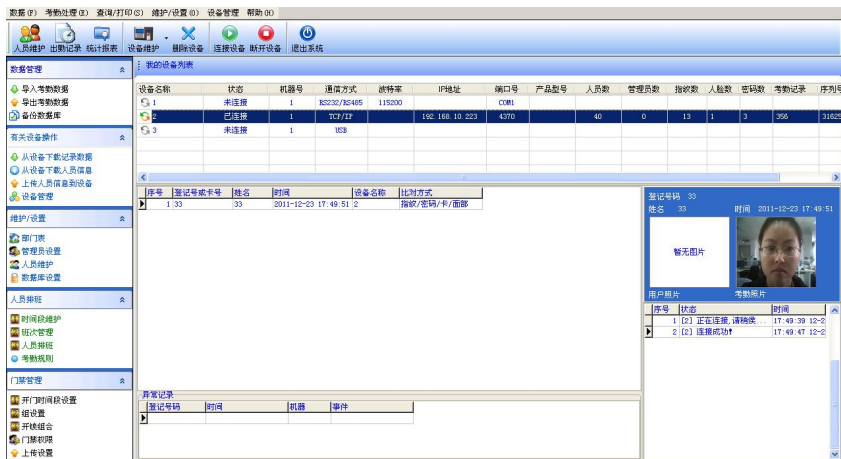 数据(F) 考勤处理(E) 查询/打印(S) 维护/设置(O) 设备管理 帮助(H)
人员维护 出勤记录 统计报表 设备维护 删除设备 连接设备 断开设备 退出系统
数据管理
导入考勤数据
导出考勤数据
备份数据库
有关设备操作
从设备下载记录数据
从设备下载人员信息
上传人员信息到设备
设备管理
维护/设置
部门表
管理员设置
人员维护
数据库设置
人员排班
时间段维护
班次管理
人员排班
考勤规则
门禁管理
开门时间段设置
组设置
开锁组合
门禁权限
上传设置
我的设备列表
设备名称 状态 机器号 通信方式 波特率 IP地址 端口号 产品型号 人员数 管理员数 指纹数 人脸数 密码数 考勤记录 序列号
1 未连接 1 RS232/RS485 115200 COM1
2 已连接 1 TCP/IP 192.168.10.223 4370 40 0 13 1 3 356 31625
3 未连接 1 USB
序号 登记号或卡号 姓名 时间 设备名称 比对方式
1 33 33 2011-12-23 17:49:51 2 指纹/密码/卡/面部
异常记录
登记号码 时间 机器 事件
登记号码 33
姓名 33 时间 2011-12-23 17:49:51
暂无图片
用户照片 考勤照片
序号 状态 时间
1 [2] 正在连接,请稍侯... 17:49:39 12-2
2 [2] 连接成功! 17:49:47 12-2